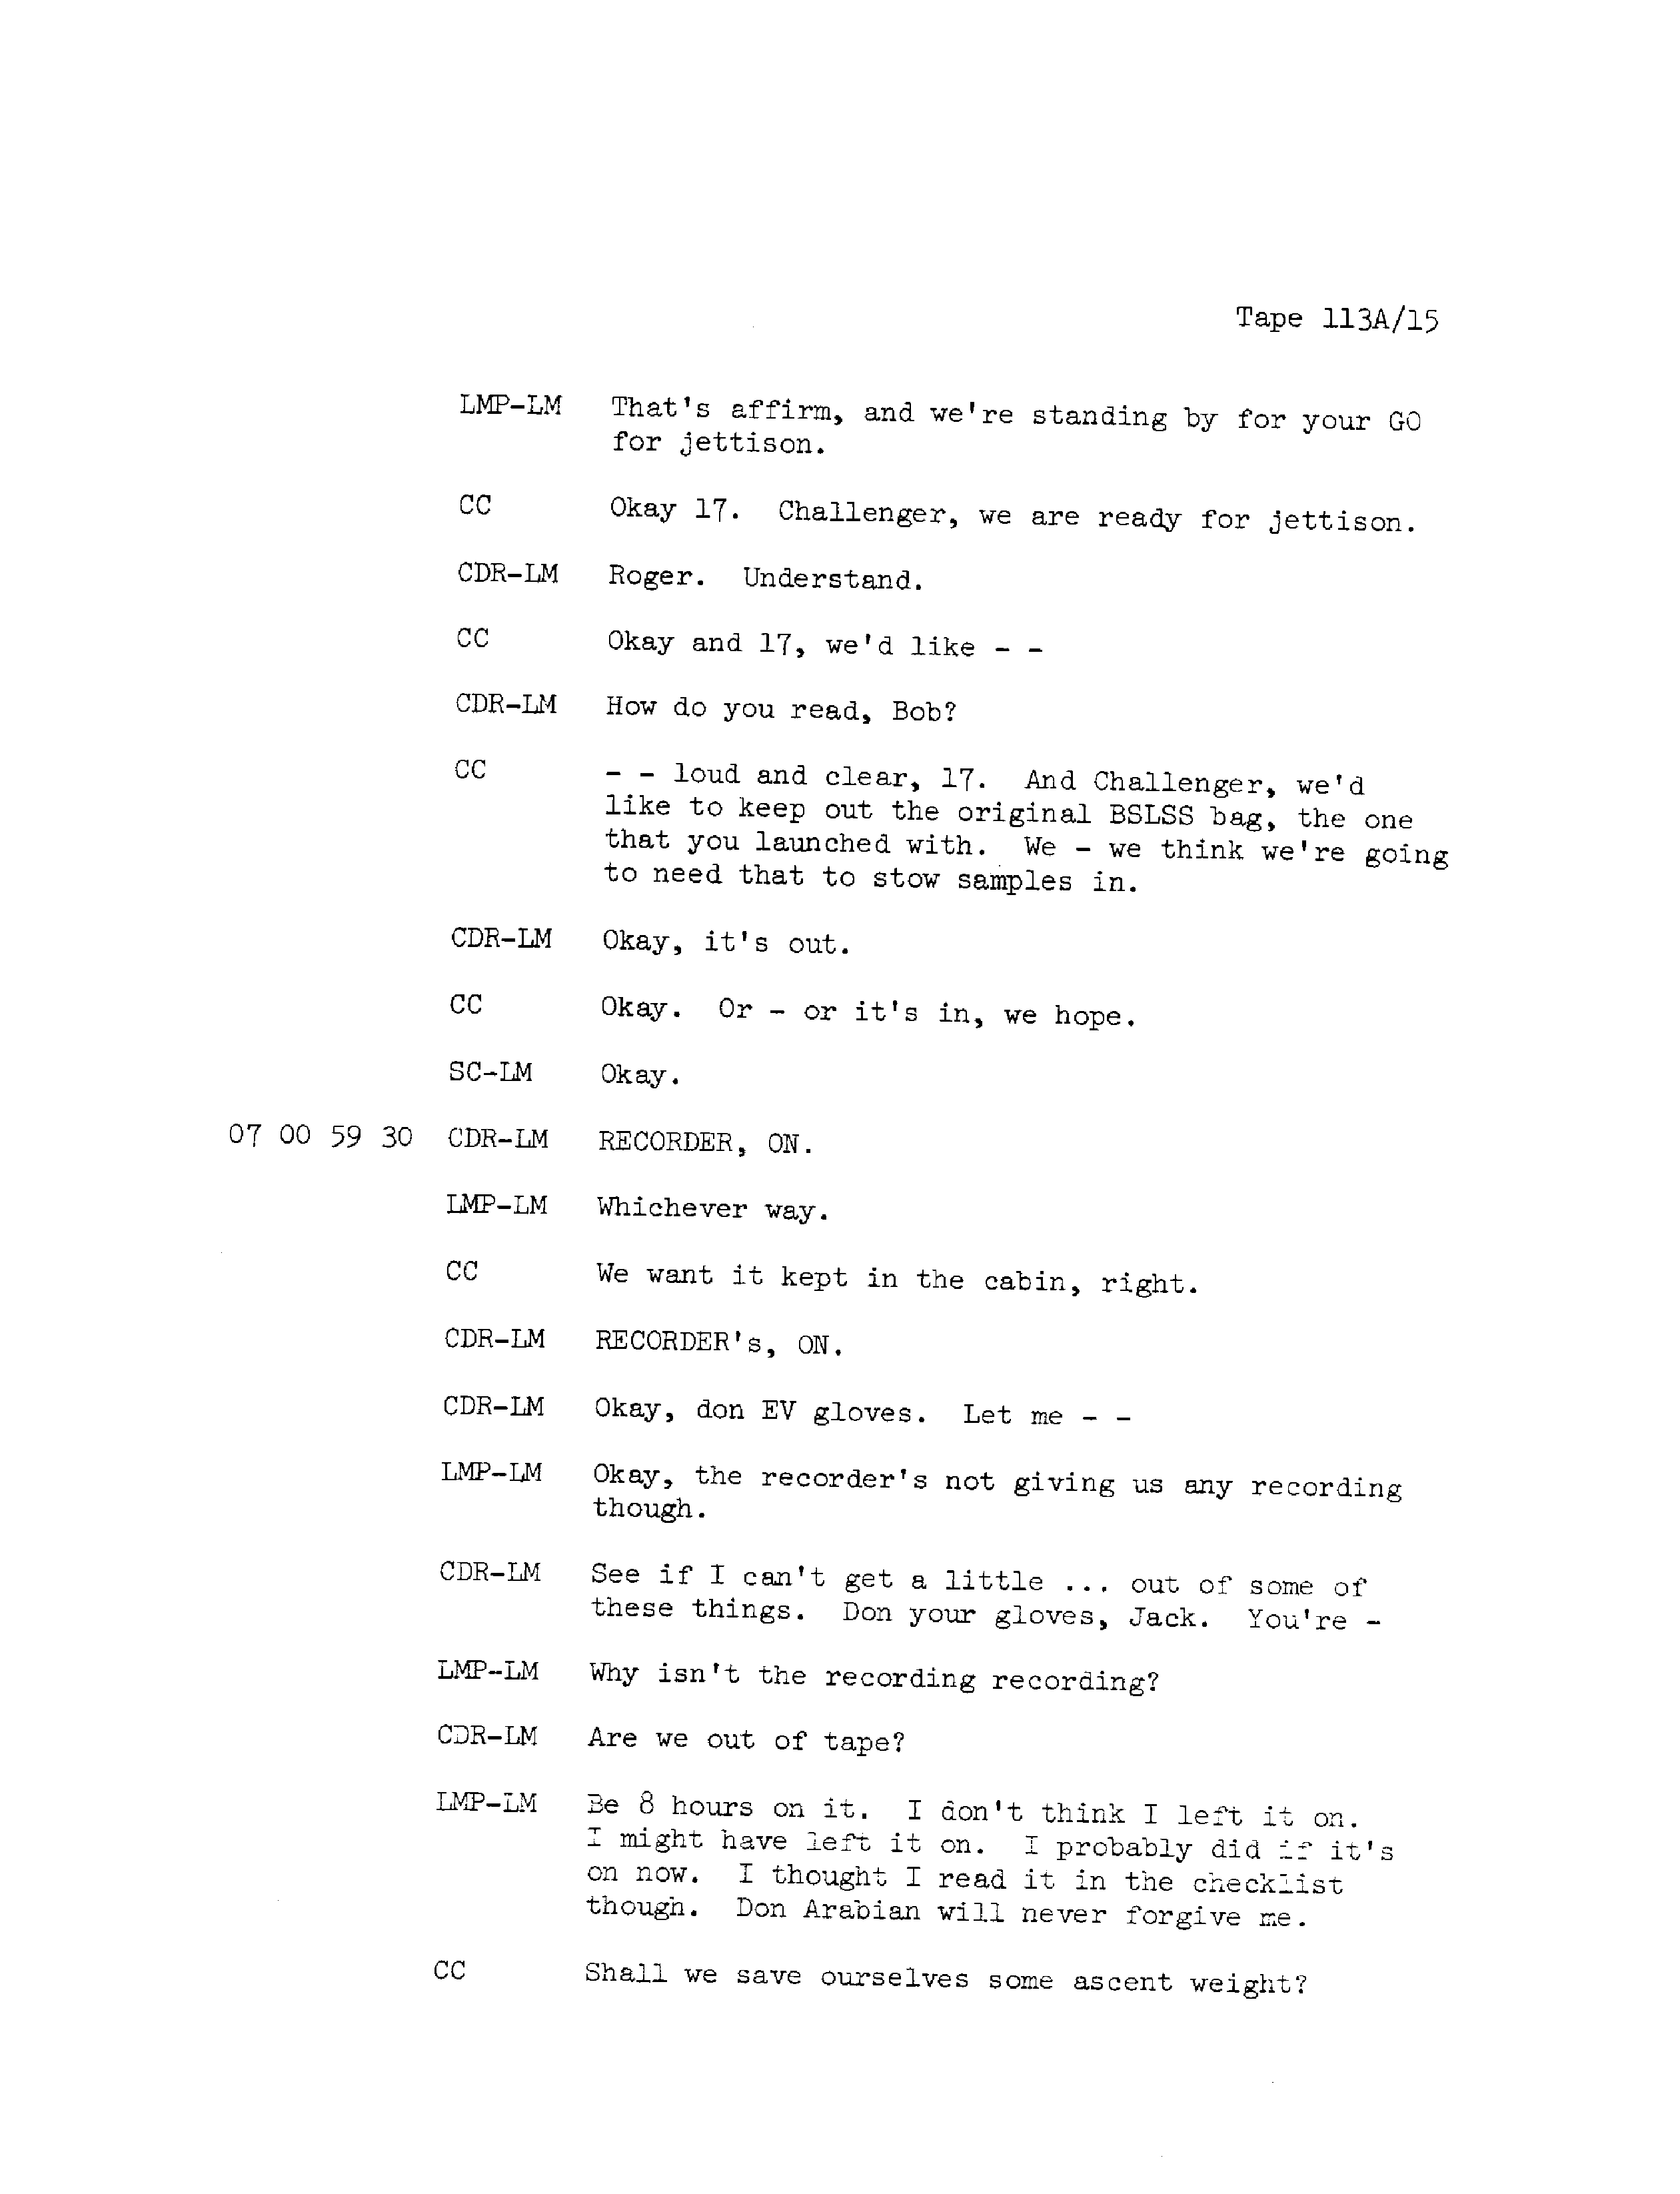 Tape 113A/15
LMP-LM That's affirm, and we're standing by for your GO
for jettison.
CC Okay 17. Challenger, we are ready for jettison.
CDR-LM Roger. Understand.
CC Okay and 17, we'd like - -
CDR-LM How do you read, Bob?
CC - - loud and clear, 17. And Challenger, we'd
like to keep out the original BSLSS bag, the one
that you launched with. We - we think we're going
to need that to stow samples in.
CDR-LM Okay, it's out.
CC Okay. Or - or it's in, we hope.
SC-LM Okay.
07 00 59 30 CDR-LM RECORDER, ON.
LMP-LM Whichever way.
CC We want it kept in the cabin, right.
CDR-LM RECORDER's, ON.
CDR-LM Okay, don EV gloves. Let me - -
LMP-LM Okay, the recorder's not giving us any recording
though.
CDR-LM See if I can't get a little ... out of some of
these things. Don your gloves, Jack. You're -
LMP-LM Why isn't the recording recording?
CDR-LM Are we out of tape?
LMP-LM Be 8 hours on it. I don't think I left it on.
I might have left it on. I probably did if it's
on now. I thought I read it in the checklist
though. Don Arabian will never forgive me.
CC Shall we save ourselves some ascent weight?